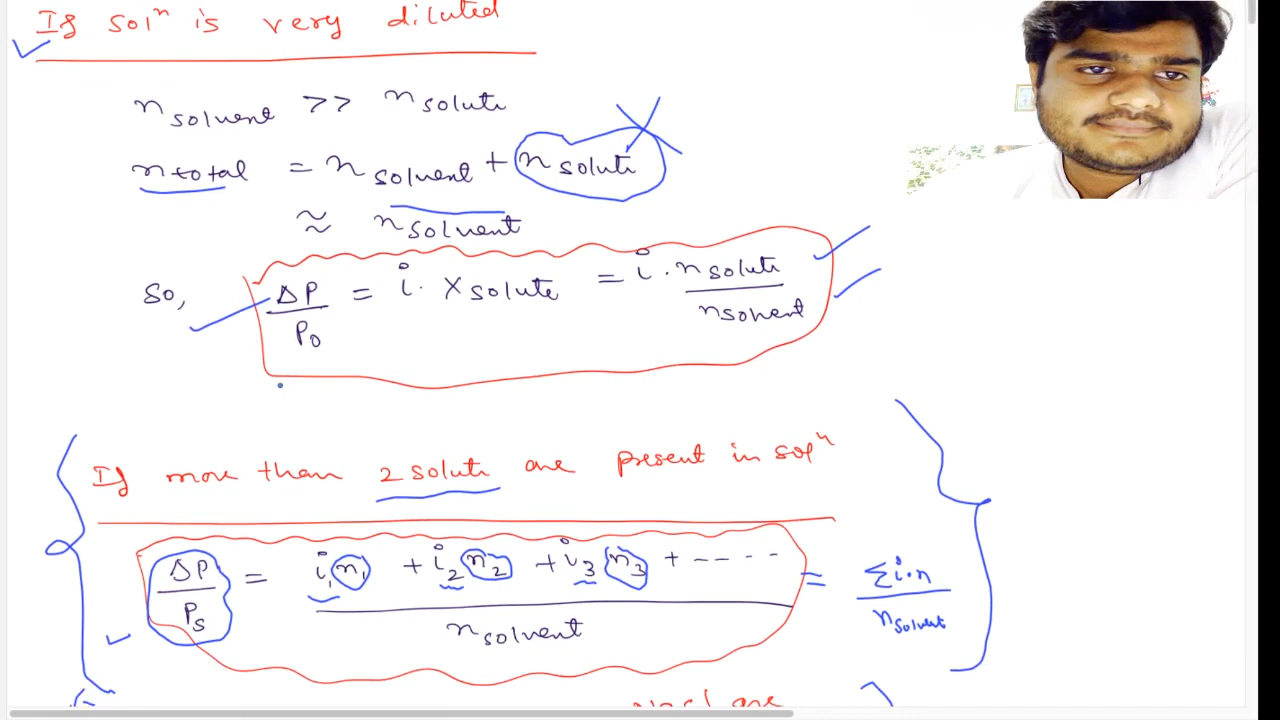 If solⁿ is very diluted
n solvent >> n solute
n total = n solvent + n solute
≈ n solvent
So, ΔP/P₀ = i. X solute = i. n solute / n solvent
If more than 2 solute are present in solⁿ
ΔP/Ps = i₁n₁ + i₂n₂ + i₃n₃ + ----- / n solvent = Σi·n / n solvent
are